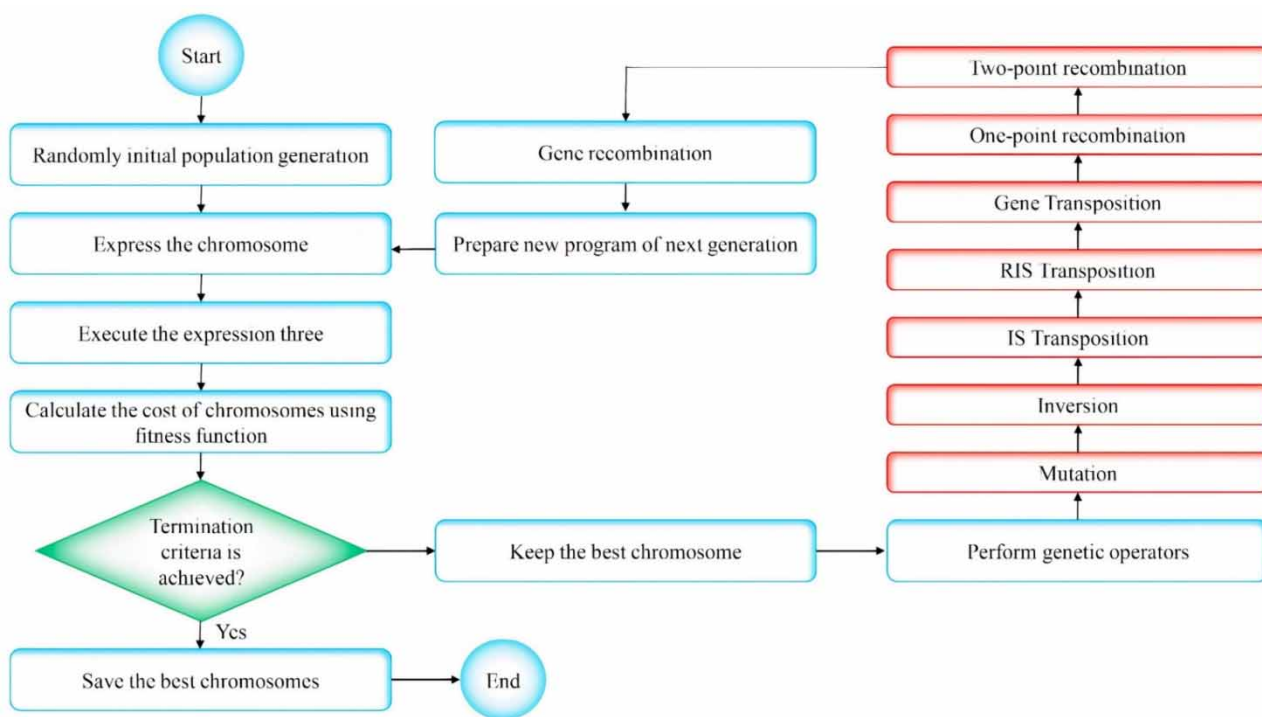 Start
Randomly initial population generation
Express the chromosome
Execute the expression three
Calculate the cost of chromosomes using
fitness function
Termination
criteria is
achieved?
Yes
Save the best chromosomes
End
Keep the best chromosome
Perform genetic operators
Mutation
Inversion
IS Transposition
RIS Transposition
Gene Transposition
One-point recombination
Two-point recombination
Gene recombination
Prepare new program of next generation